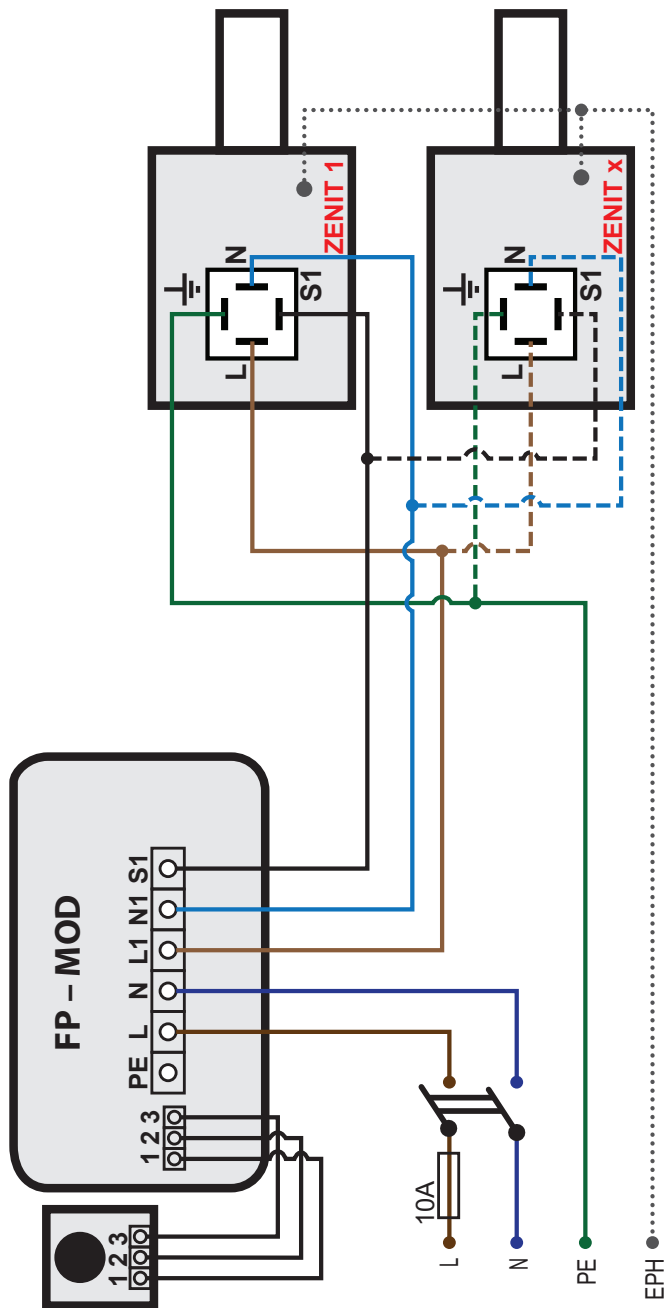 FP – MOD
1 2 3
1 2 3
PE L N L1 N1 S1
L N
S1
ZENIT 1
L N
S1
ZENIT x
10A
L
N
PE
EPH